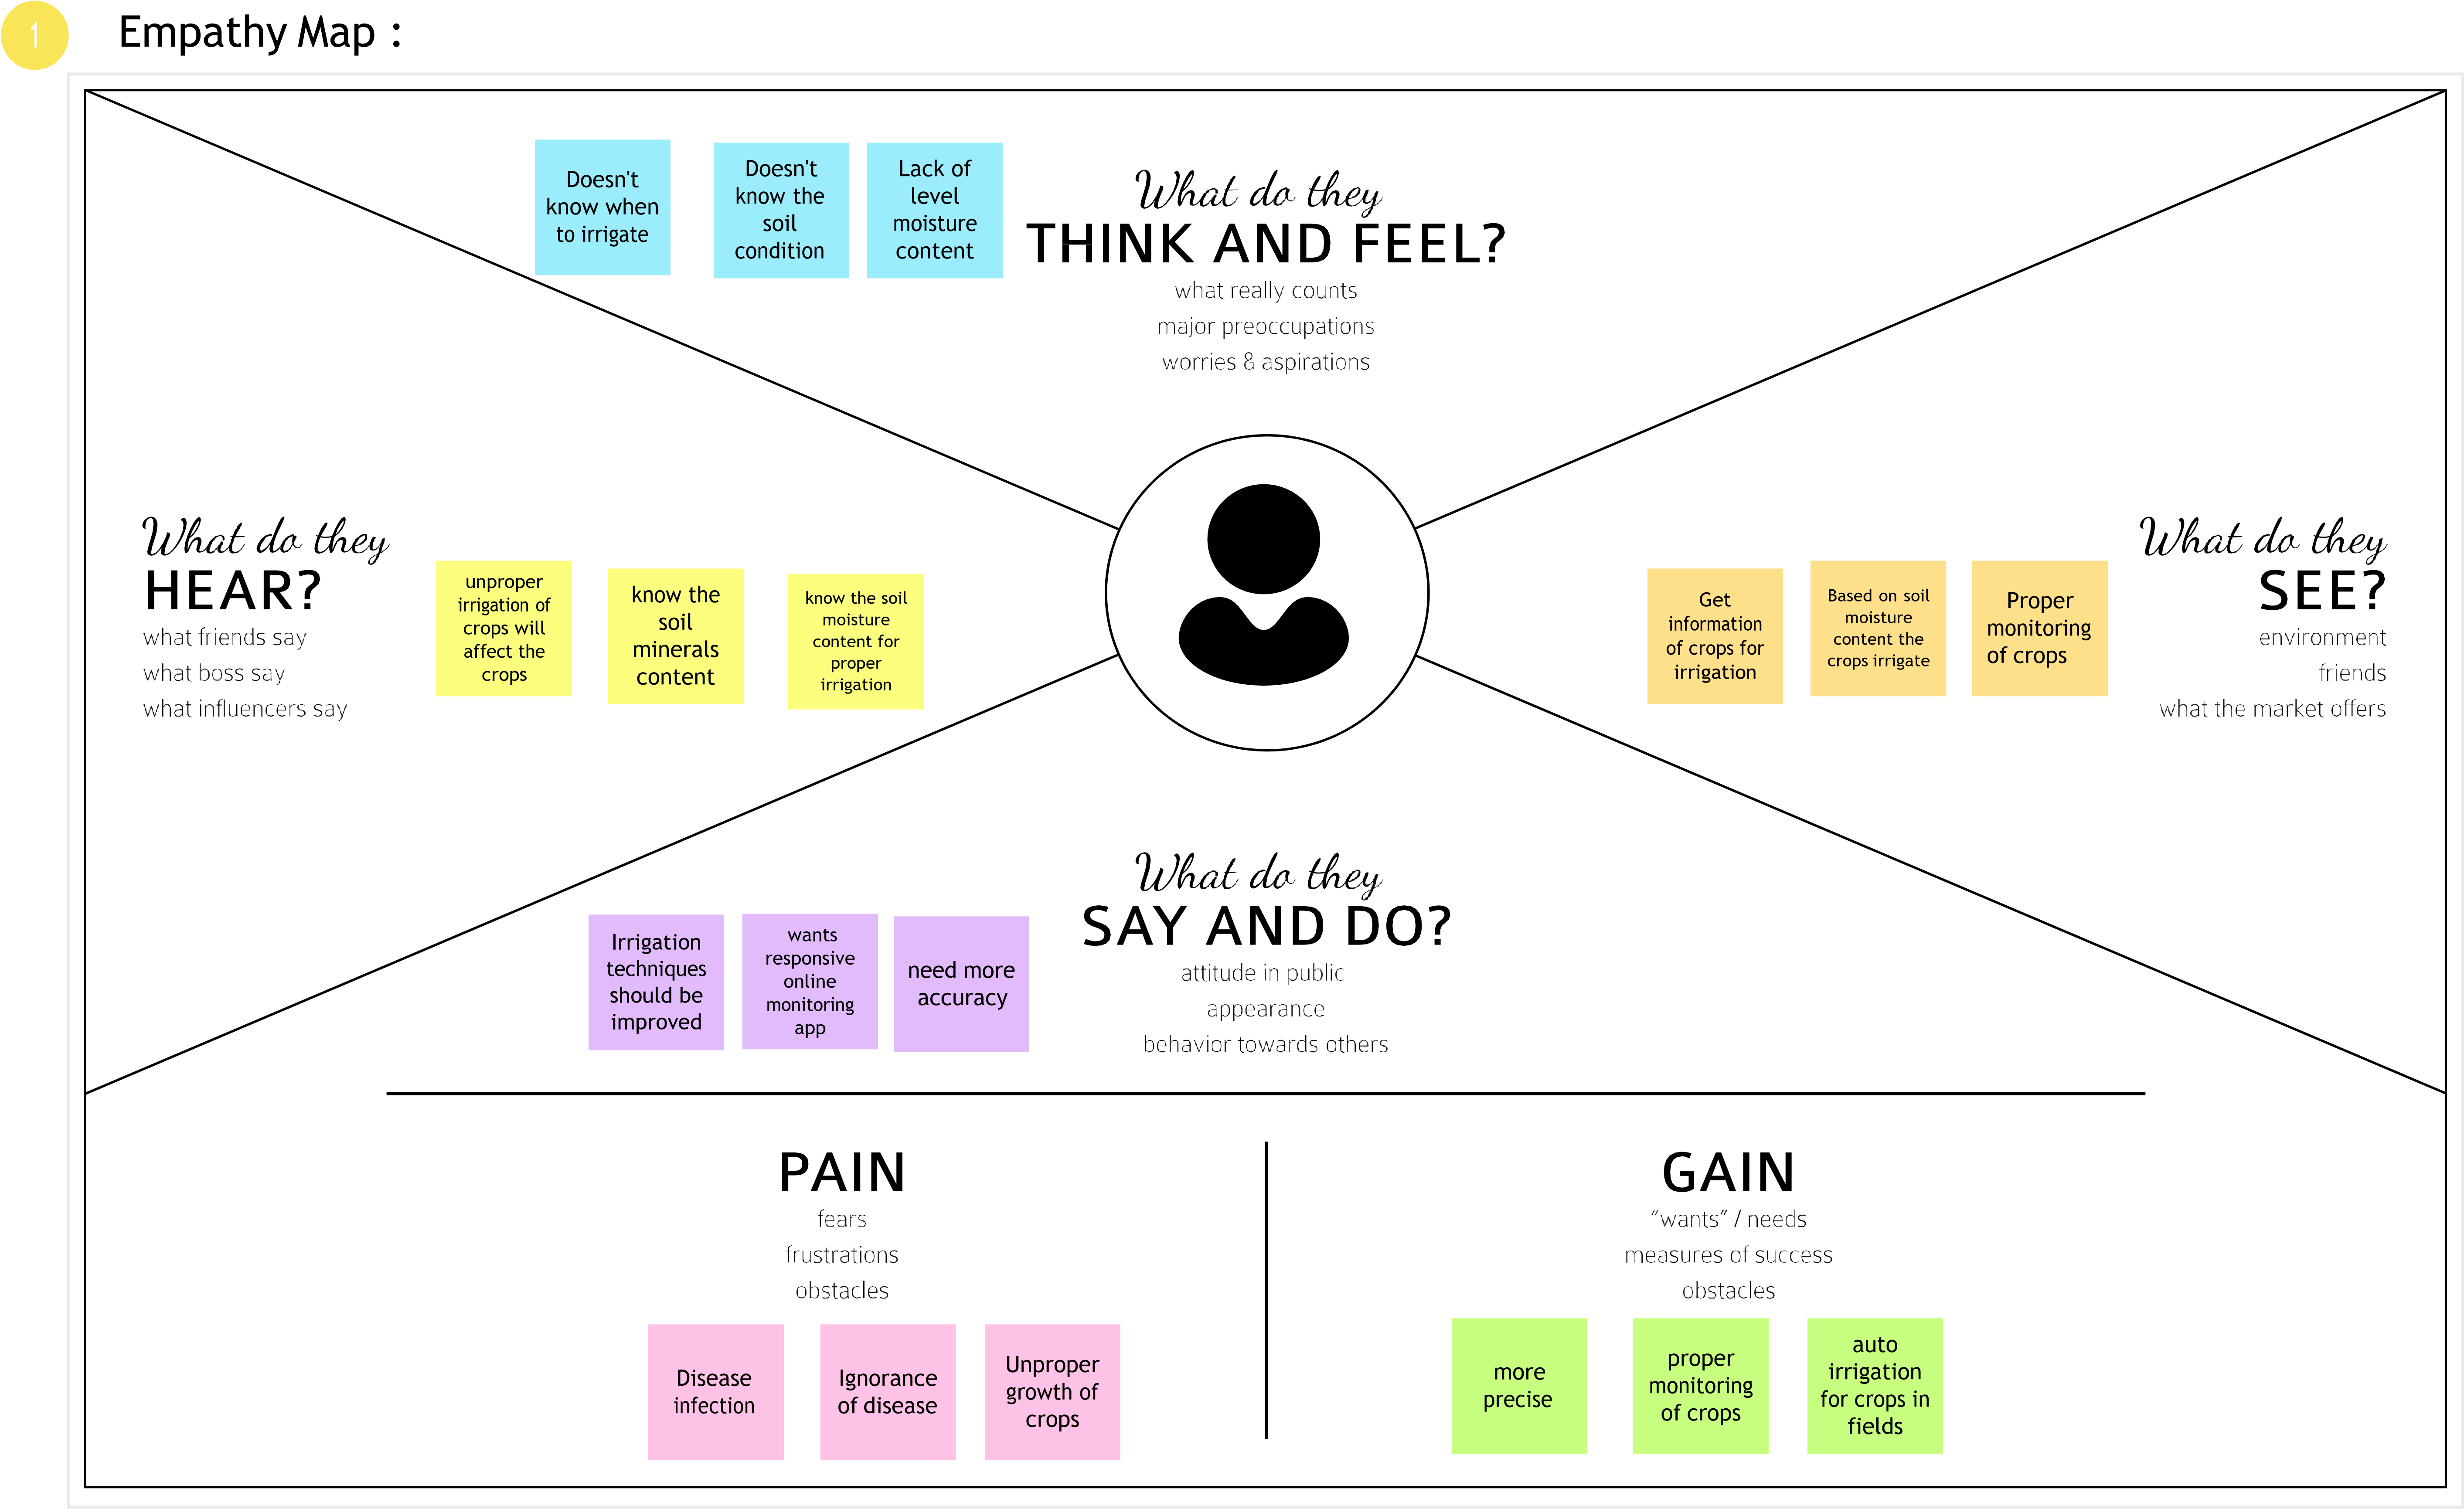 1
Empathy Map :
Doesn't
know when
to irrigate
Doesn't
know the
soil
condition
Lack of
level
moisture
content
What do they
THINK AND FEEL?
what really counts
major preoccupations
worries & aspirations
What do they
HEAR?
what friends say
what boss say
what influencers say
unproper
irrigation of
crops will
affect the
crops
know the
soil
minerals
content
know the soil
moisture
content for
proper
irrigation
Get
information
of crops for
irrigation
Based on soil
moisture
content the
crops irrigate
Proper
monitoring
of crops
What do they
SEE?
environment
friends
what the market offers
Irrigation
techniques
should be
improved
wants
responsive
online
monitoring
app
need more
accuracy
What do they
SAY AND DO?
attitude in public
appearance
behavior towards others
PAIN
fears
frustrations
obstacles
Disease
infection
Ignorance
of disease
Unproper
growth of
crops
GAIN
“wants” / needs
measures of success
obstacles
more
precise
proper
monitoring
of crops
auto
irrigation
for crops in
fields